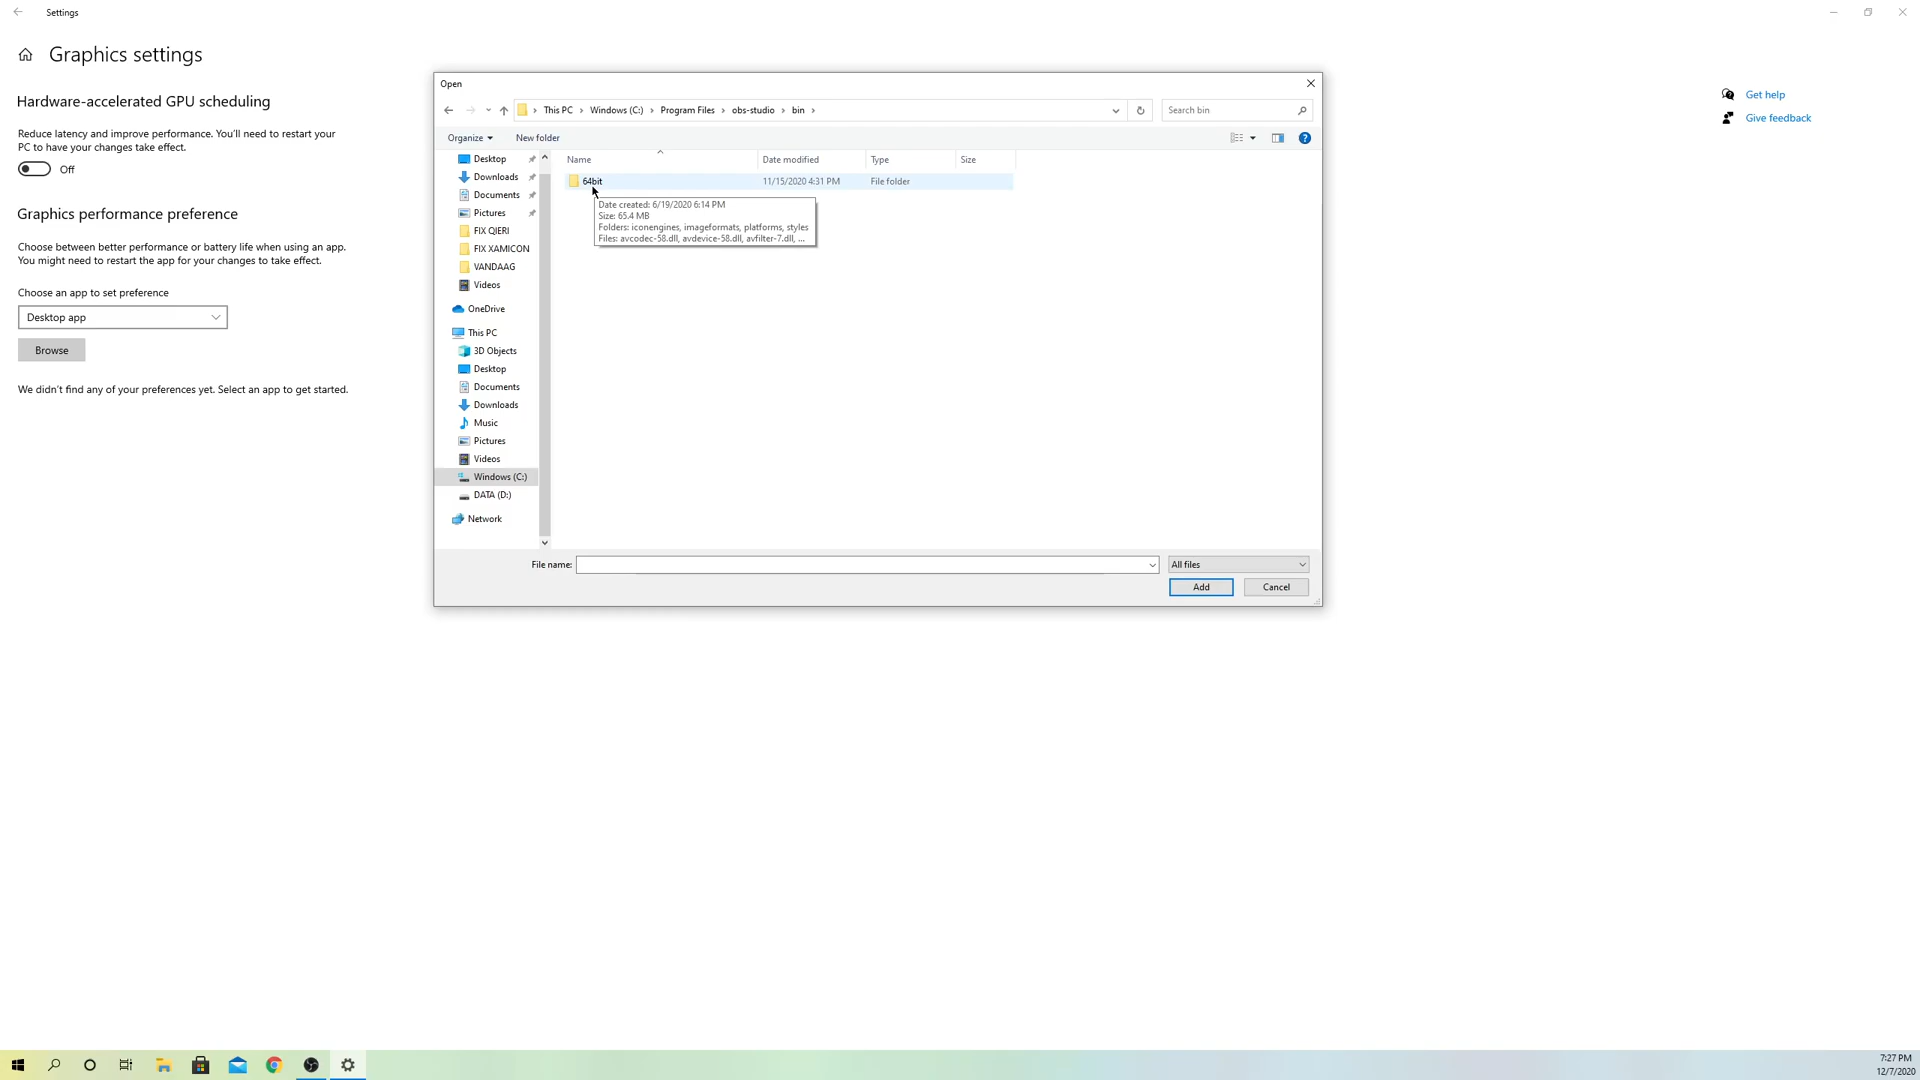 Settings
Graphics settings
Hardware-accelerated GPU scheduling
Reduce latency and improve performance. You'll need to restart your
PC to have your changes take effect.
Off
Graphics performance preference
Choose between better performance or battery life when using an app.
You might need to restart the app for your changes to take effect.
Choose an app to set preference
Desktop app
Browse
We didn't find any of your preferences yet. Select an app to get started.
Get help
Give feedback
Open
This PC > Windows (C:) > Program Files > obs-studio > bin >
Search bin
Organize
New folder
Desktop
Downloads
Documents
Pictures
FIX QIERI
FIX XAMICON
VANDAAG
Videos
OneDrive
This PC
3D Objects
Desktop
Documents
Downloads
Music
Pictures
Videos
Windows (C:)
DATA (D:)
Network
Name Date modified Type Size
64bit 11/15/2020 4:31 PM File folder
Date created: 6/19/2020 6:14 PM
Size: 65.4 MB
Folders: iconengines, imageformats, platforms, styles
Files: avcodec-58.dll, avdevice-58.dll, avfilter-7.dll, ...
File name:
All files
Add
Cancel
7:27 PM
12/7/2020